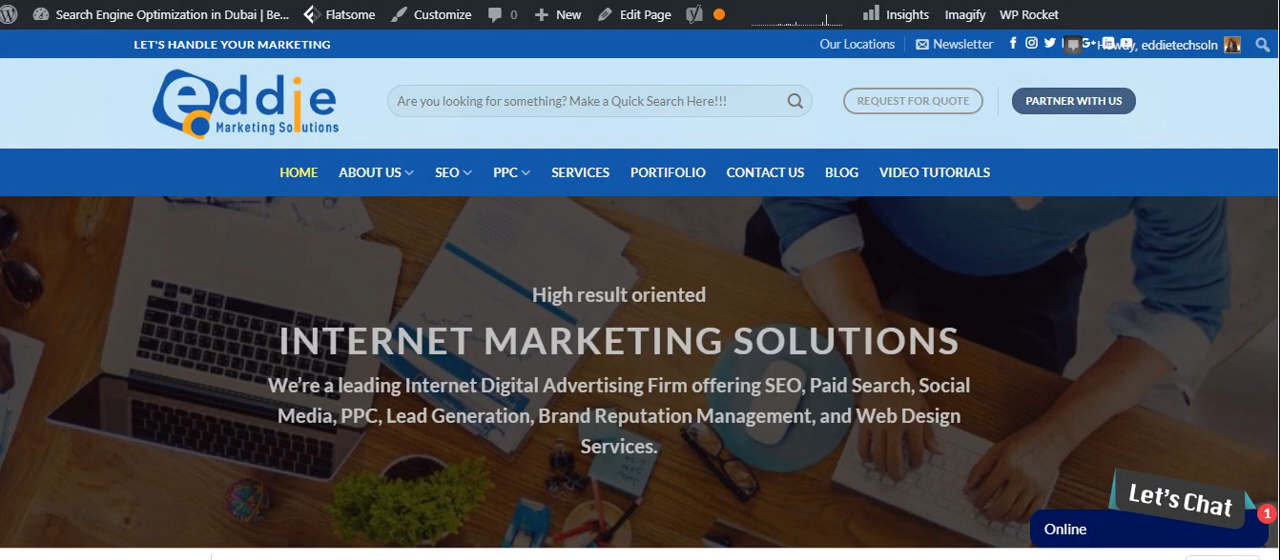 Search Engine Optimization in Dubai | Be... Flatsome Customize 0 New Edit Page Insights Imagify WP Rocket
LET'S HANDLE YOUR MARKETING Our Locations Newsletter G+ Howdy, eddietechsoln
eddie
Marketing Solutions
Are you looking for something? Make a Quick Search Here!!! REQUEST FOR QUOTE PARTNER WITH US
HOME ABOUT US SEO PPC SERVICES PORTIFOLIO CONTACT US BLOG VIDEO TUTORIALS
High result oriented
INTERNET MARKETING SOLUTIONS
We're a leading Internet Digital Advertising Firm offering SEO, Paid Search, Social
Media, PPC, Lead Generation, Brand Reputation Management, and Web Design
Services.
Let's Chat
1
Online